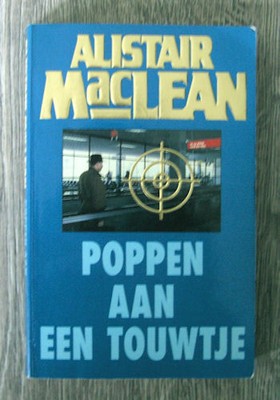 ALISTAIR
MacLEAN
POPPEN
AAN
EEN TOUWTJE